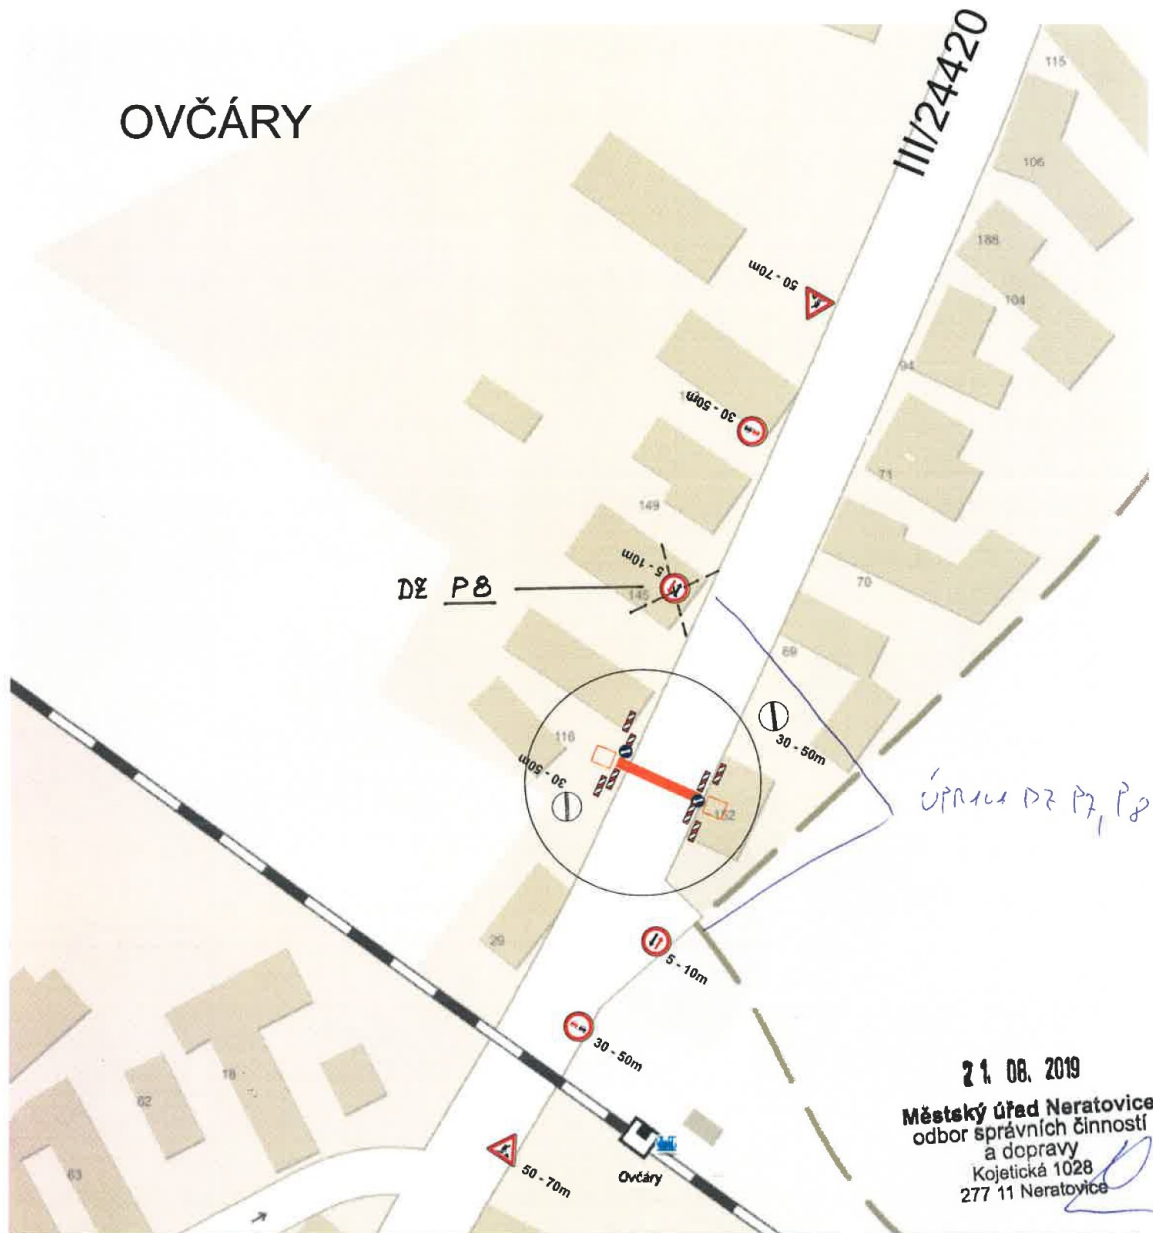 OVČÁRY
III/24420
115
106
188
104
50 - 70m
94
30 - 50m
71
149
5 - 10m
DZ P8
145
70
69
116
30 - 50m
30 - 50m
152
ÚPRAVA DZ P7, P8
29
5 - 10m
30 - 50m
18
62
63
50 - 70m
Ovčáry
21. 08. 2019
Městský úřad Neratovice
odbor správních činností
a dopravy
Kojetická 1028
277 11 Neratovice